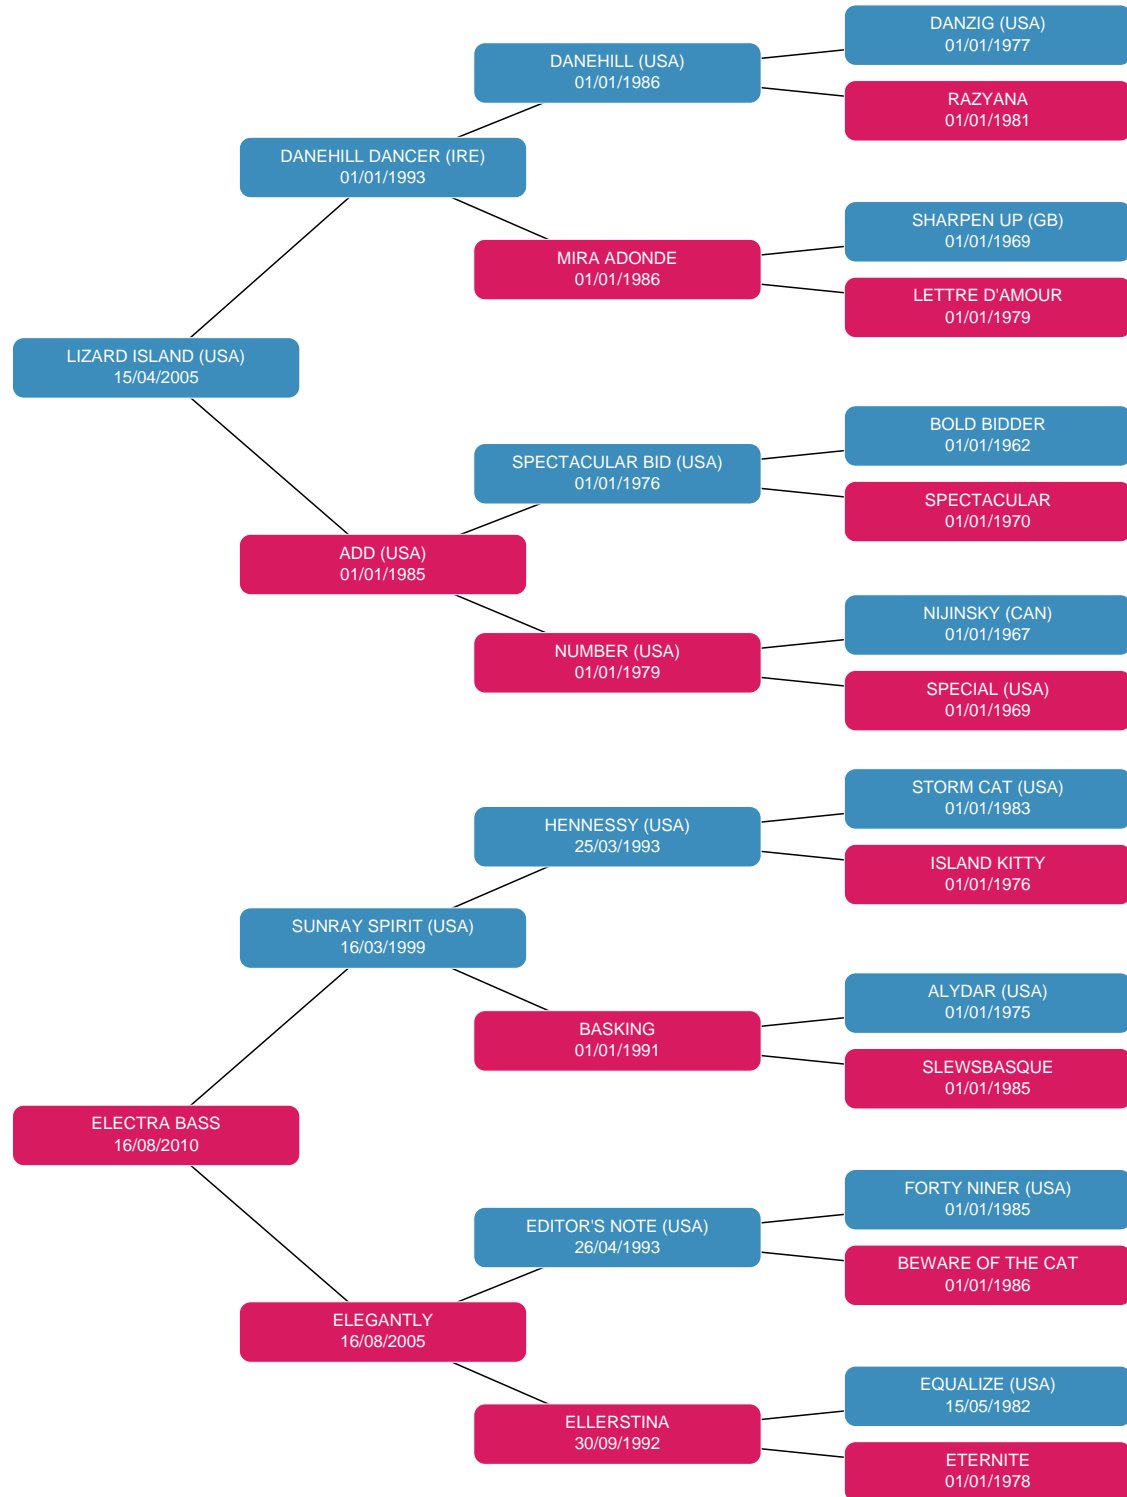 DANZIG (USA)
01/01/1977
DANEHILL (USA)
01/01/1986
RAZYANA
01/01/1981
DANEHILL DANCER (IRE)
01/01/1993
SHARPEN UP (GB)
01/01/1969
MIRA ADONDE
01/01/1986
LETTRE D'AMOUR
01/01/1979
LIZARD ISLAND (USA)
15/04/2005
BOLD BIDDER
01/01/1962
SPECTACULAR BID (USA)
01/01/1976
SPECTACULAR
01/01/1970
ADD (USA)
01/01/1985
NIJINSKY (CAN)
01/01/1967
NUMBER (USA)
01/01/1979
SPECIAL (USA)
01/01/1969
STORM CAT (USA)
01/01/1983
HENNESSY (USA)
25/03/1993
ISLAND KITTY
01/01/1976
SUNRAY SPIRIT (USA)
16/03/1999
ALYDAR (USA)
01/01/1975
BASKING
01/01/1991
SLEWSBASQUE
01/01/1985
ELECTRA BASS
16/08/2010
FORTY NINER (USA)
01/01/1985
EDITOR'S NOTE (USA)
26/04/1993
BEWARE OF THE CAT
01/01/1986
ELEGANTLY
16/08/2005
EQUALIZE (USA)
15/05/1982
ELLERSTINA
30/09/1992
ETERNITE
01/01/1978